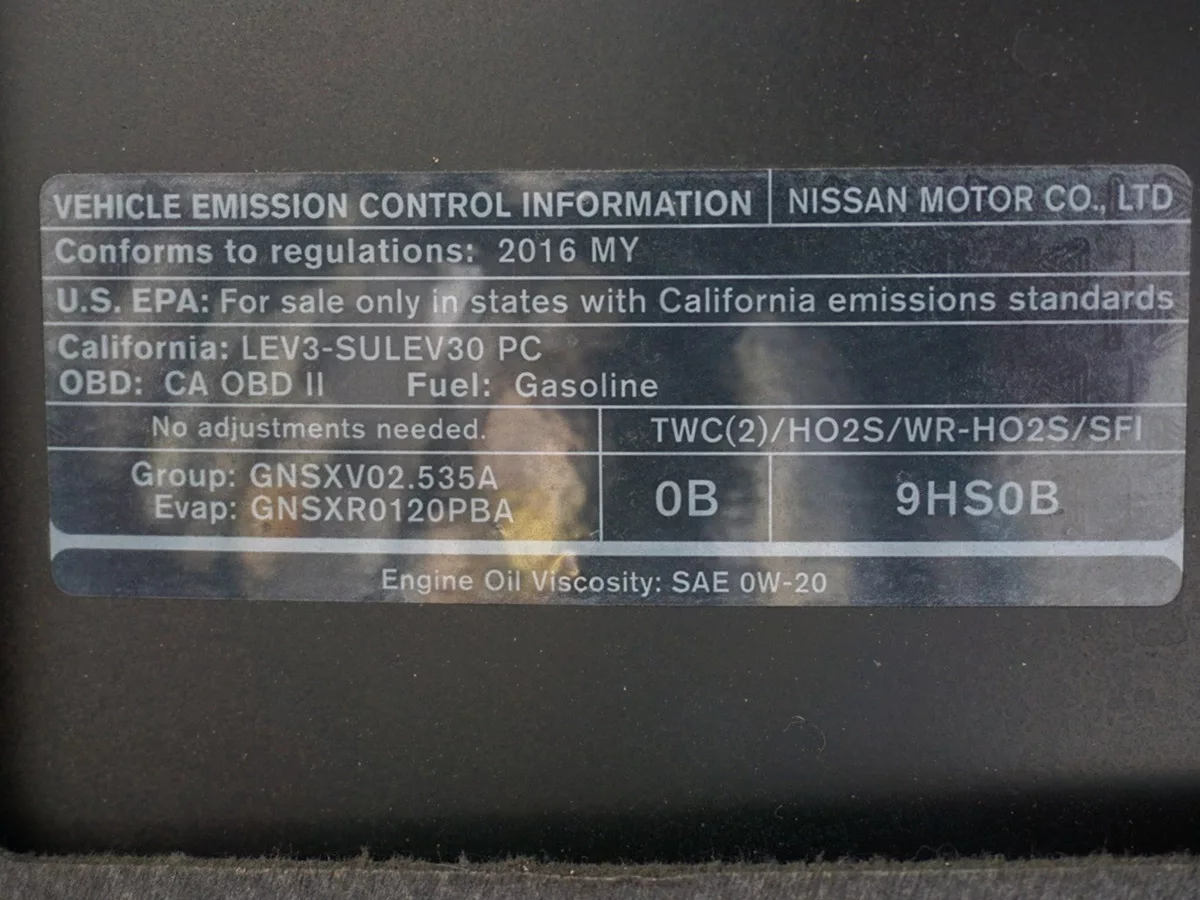 VEHICLE EMISSION CONTROL INFORMATION NISSAN MOTOR CO., LTD
Conforms to regulations: 2016 MY
U.S. EPA: For sale only in states with California emissions standards
California: LEV3-SULEV30 PC
OBD: CA OBD II Fuel: Gasoline
No adjustments needed. TWC(2)/HO2S/WR-HO2S/SFI
Group: GNSXV02.535A
Evap: GNSXR0120PBA
0B 9HS0B
Engine Oil Viscosity: SAE 0W-20